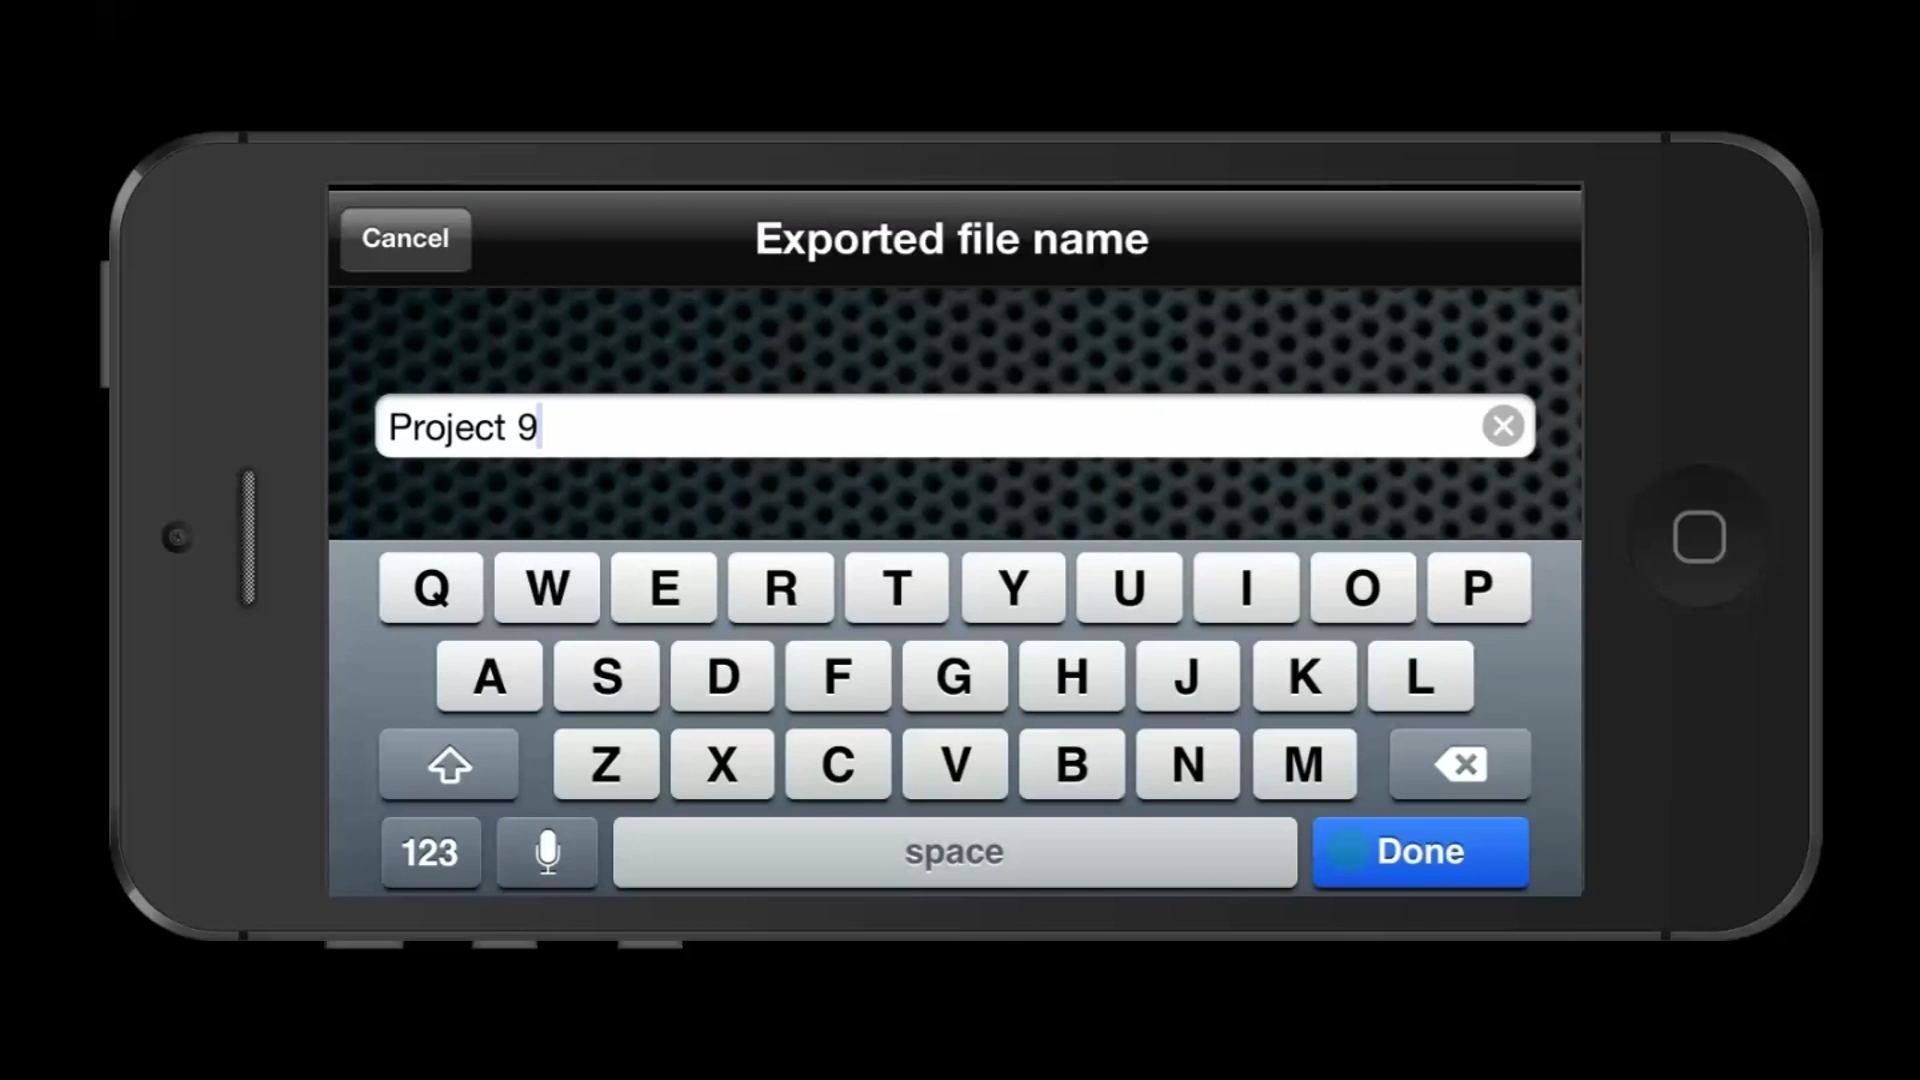 Cancel
Exported file name
Project 9
Q W E R T Y U I O P
A S D F G H J K L
Z X C V B N M
123
space
Done